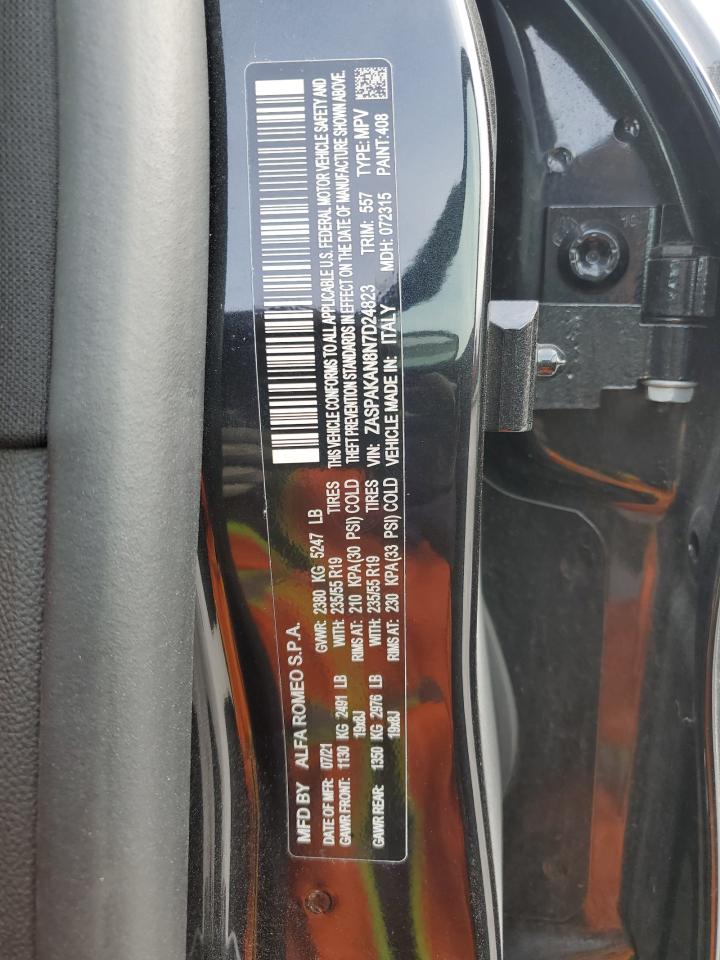 MFD BY ALFA ROMEO S.P.A.
DATE OF MFR: 07/21 GVWR: 2380 KG 5247 LB
GAWR FRONT: 1130 KG 2491 LB WITH: 235/55 R19 TIRES
19x8J RIMS AT: 210 KPA(30 PSI) COLD
GAWR REAR: 1350 KG 2976 LB WITH: 235/55 R19 TIRES
19x8J RIMS AT: 230 KPA(33 PSI) COLD
THIS VEHICLE CONFORMS TO ALL APPLICABLE U.S. FEDERAL MOTOR VEHICLE SAFETY AND
THEFT PREVENTION STANDARDS IN EFFECT ON THE DATE OF MANUFACTURE SHOWN ABOVE.
VIN: ZASPAKAN8N7D24823 TRIM: 557 TYPE: MPV
VEHICLE MADE IN: ITALY MDH: 072315 PAINT: 408